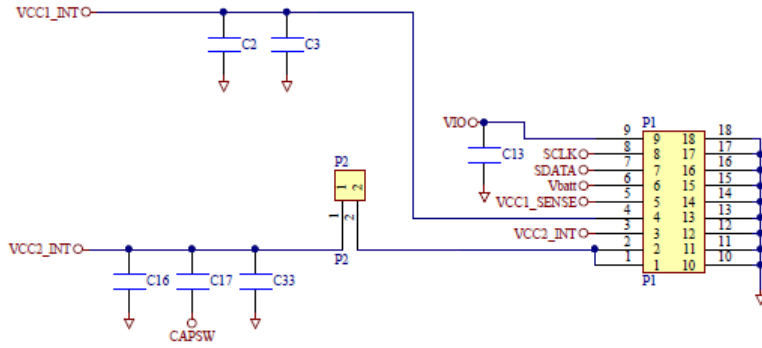 VCC1_INT
C2
C3
VIO
C13
P1
9 9 18 18
SCLK 8 8 17 17
SDATA 7 7 16 16
Vbatt 6 6 15 15
VCC1_SENSE 5 5 14 14
4 4 13 13
VCC2_INT 3 3 12 12
2 2 11 11
1 1 10 10
P1
P2
1 2
1 2
P2
VCC2_INT
C16
C17
C33
CAPSW